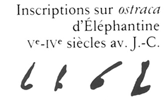 Inscriptions sur ostraca
d'Éléphantine
Vᵉ-IVᵉ siècles av. J.-C.